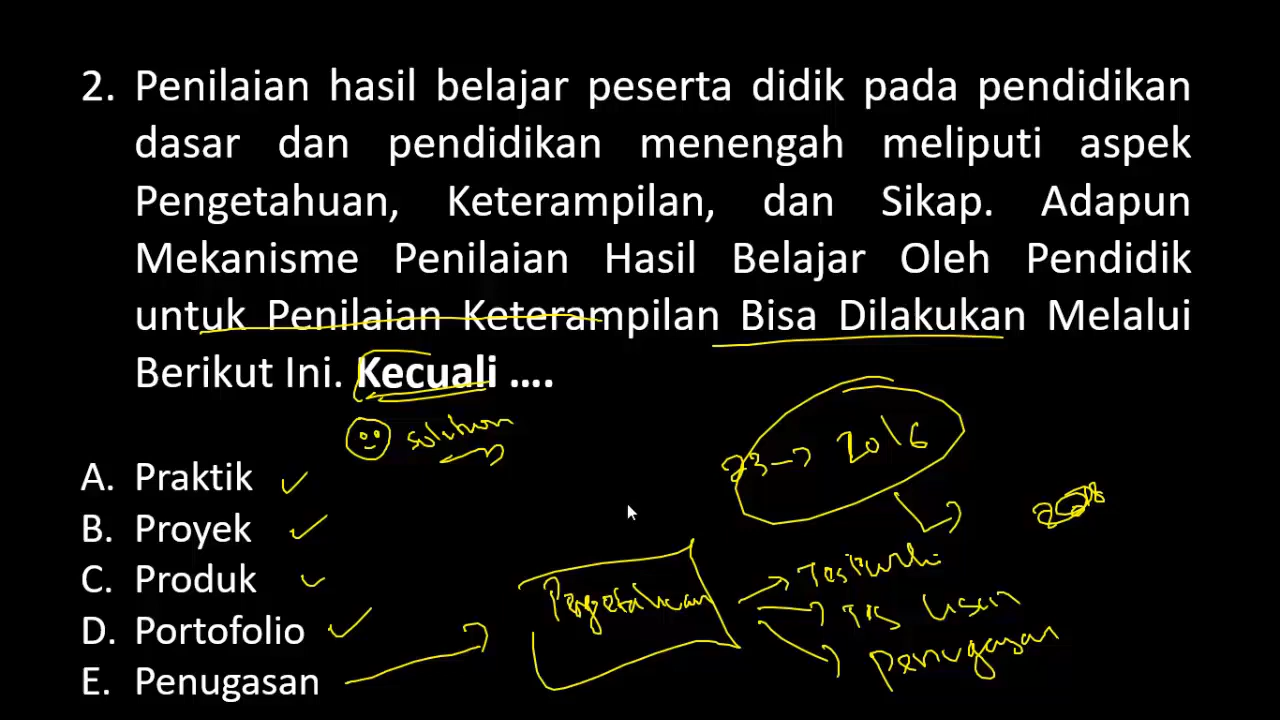 2. Penilaian hasil belajar peserta didik pada pendidikan
dasar dan pendidikan menengah meliputi aspek
Pengetahuan, Keterampilan, dan Sikap. Adapun
Mekanisme Penilaian Hasil Belajar Oleh Pendidik
untuk Penilaian Keterampilan Bisa Dilakukan Melalui
Berikut Ini. Kecuali ....
23 → 2016
A. Praktik ✓
B. Proyek ✓
C. Produk ✓
D. Portofolio ✓
E. Penugasan
Pengetahuan
Tes
Tes Lisan
Penugasan